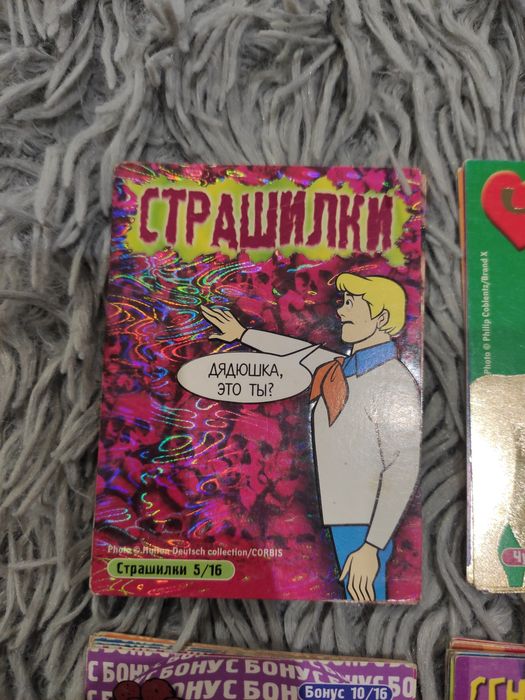 СТРАШИЛКИ
Photo © Philip Coblentz/Brand X
ДЯДЮШКА,
ЭТО ТЫ?
Photo © Hulton Deutsch collection/CORBIS
Страшилки 5/16
С БОНУС БОНУС БОН
Бонус 10/16